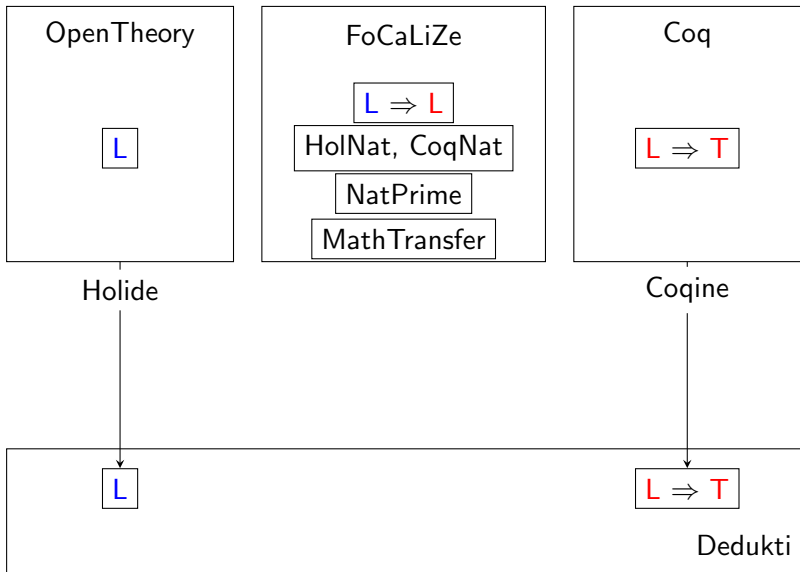 OpenTheory
L
FoCaLiZe
L ⇒ L
HolNat, CoqNat
NatPrime
MathTransfer
Coq
L ⇒ T
Holide
Coqine
L
L ⇒ T
Dedukti